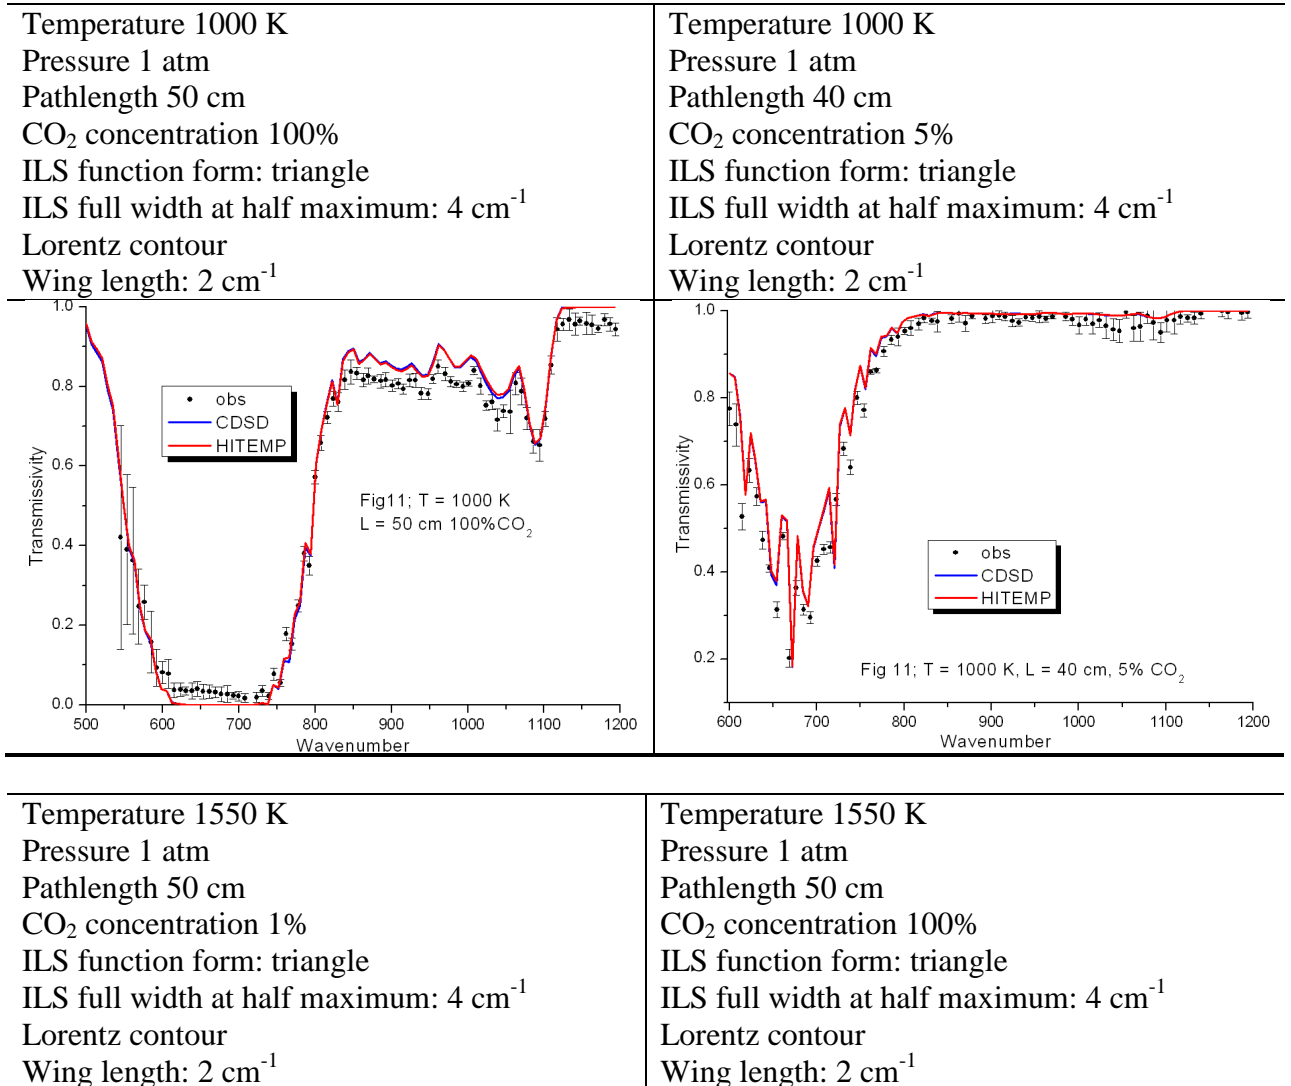 Temperature 1000 K
Pressure 1 atm
Pathlength 50 cm
CO2 concentration 100%
ILS function form: triangle
ILS full width at half maximum: 4 cm-1
Lorentz contour
Wing length: 2 cm-1
Temperature 1000 K
Pressure 1 atm
Pathlength 40 cm
CO2 concentration 5%
ILS function form: triangle
ILS full width at half maximum: 4 cm-1
Lorentz contour
Wing length: 2 cm-1
1.0
0.8
0.6
0.4
0.2
0.0
Transmissivity
obs
CDSD
HITEMP
Fig11; T = 1000 K
L = 50 cm 100%CO2
500 600 700 800 900 1000 1100 1200
Wavenumber
1.0
0.8
0.6
0.4
0.2
Transmissivity
obs
CDSD
HITEMP
Fig 11; T = 1000 K, L = 40 cm, 5% CO2
600 700 800 900 1000 1100 1200
Wavenumber
Temperature 1550 K
Pressure 1 atm
Pathlength 50 cm
CO2 concentration 1%
ILS function form: triangle
ILS full width at half maximum: 4 cm-1
Lorentz contour
Wing length: 2 cm-1
Temperature 1550 K
Pressure 1 atm
Pathlength 50 cm
CO2 concentration 100%
ILS function form: triangle
ILS full width at half maximum: 4 cm-1
Lorentz contour
Wing length: 2 cm-1